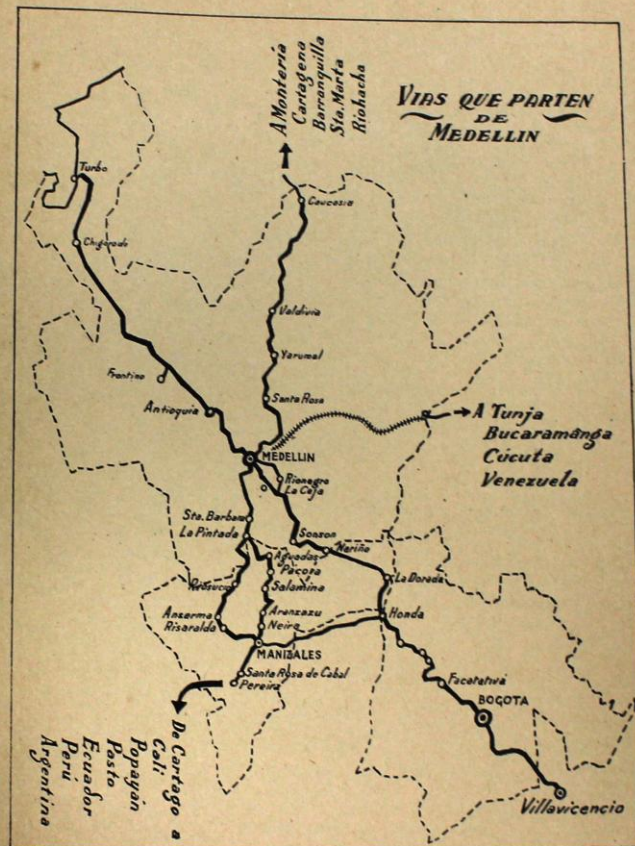 VIAS QUE PARTEN
DE
MEDELLIN
A Monteria
Cartagena
Barranquilla
Sta. Marta
Riohacha
Turbo
Chigorodo
Caucasia
Valdivia
Yarumal
Frontino
Santa Rosa
Antioquia
A Tunja
Bucaramanga
Cúcuta
Venezuela
MEDELLIN
Rionegro
La Ceja
Sta. Barbara
La Pintada
Sonson
Nariño
Aguadas
Pácora
La Dorada
Riosucio
Salamina
Anserma
Risaralda
Aranzazu
Neira
Honda
MANIZALES
Santa Rosa de Cabal
Pereira
Facatativá
BOGOTA
Villavicencio
De Cartago a
Cali
Popayán
Pasto
Ecuador
Perú
Argentina